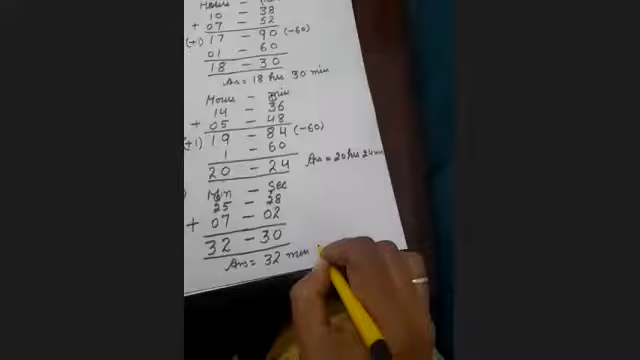 Hours - min
10 - 38
+ 07 - 52
(+1) 17 - 90 (-60)
01 - 60
18 - 30
Ans = 18 hrs 30 min
Hours - min
14 - 36
+ 05 - 48
(+1) 19 - 84 (-60)
1 - 60
20 - 24
Ans = 20 hrs 24 min
Min - Sec
25 - 28
+ 07 - 02
32 - 30
Ans = 32 min